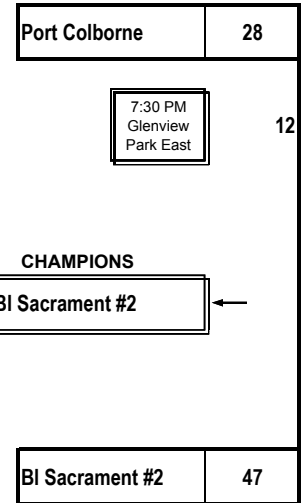 Port Colborne 28
7:30 PM
Glenview
Park East
12
CHAMPIONS
Bl Sacrament #2
Bl Sacrament #2 47